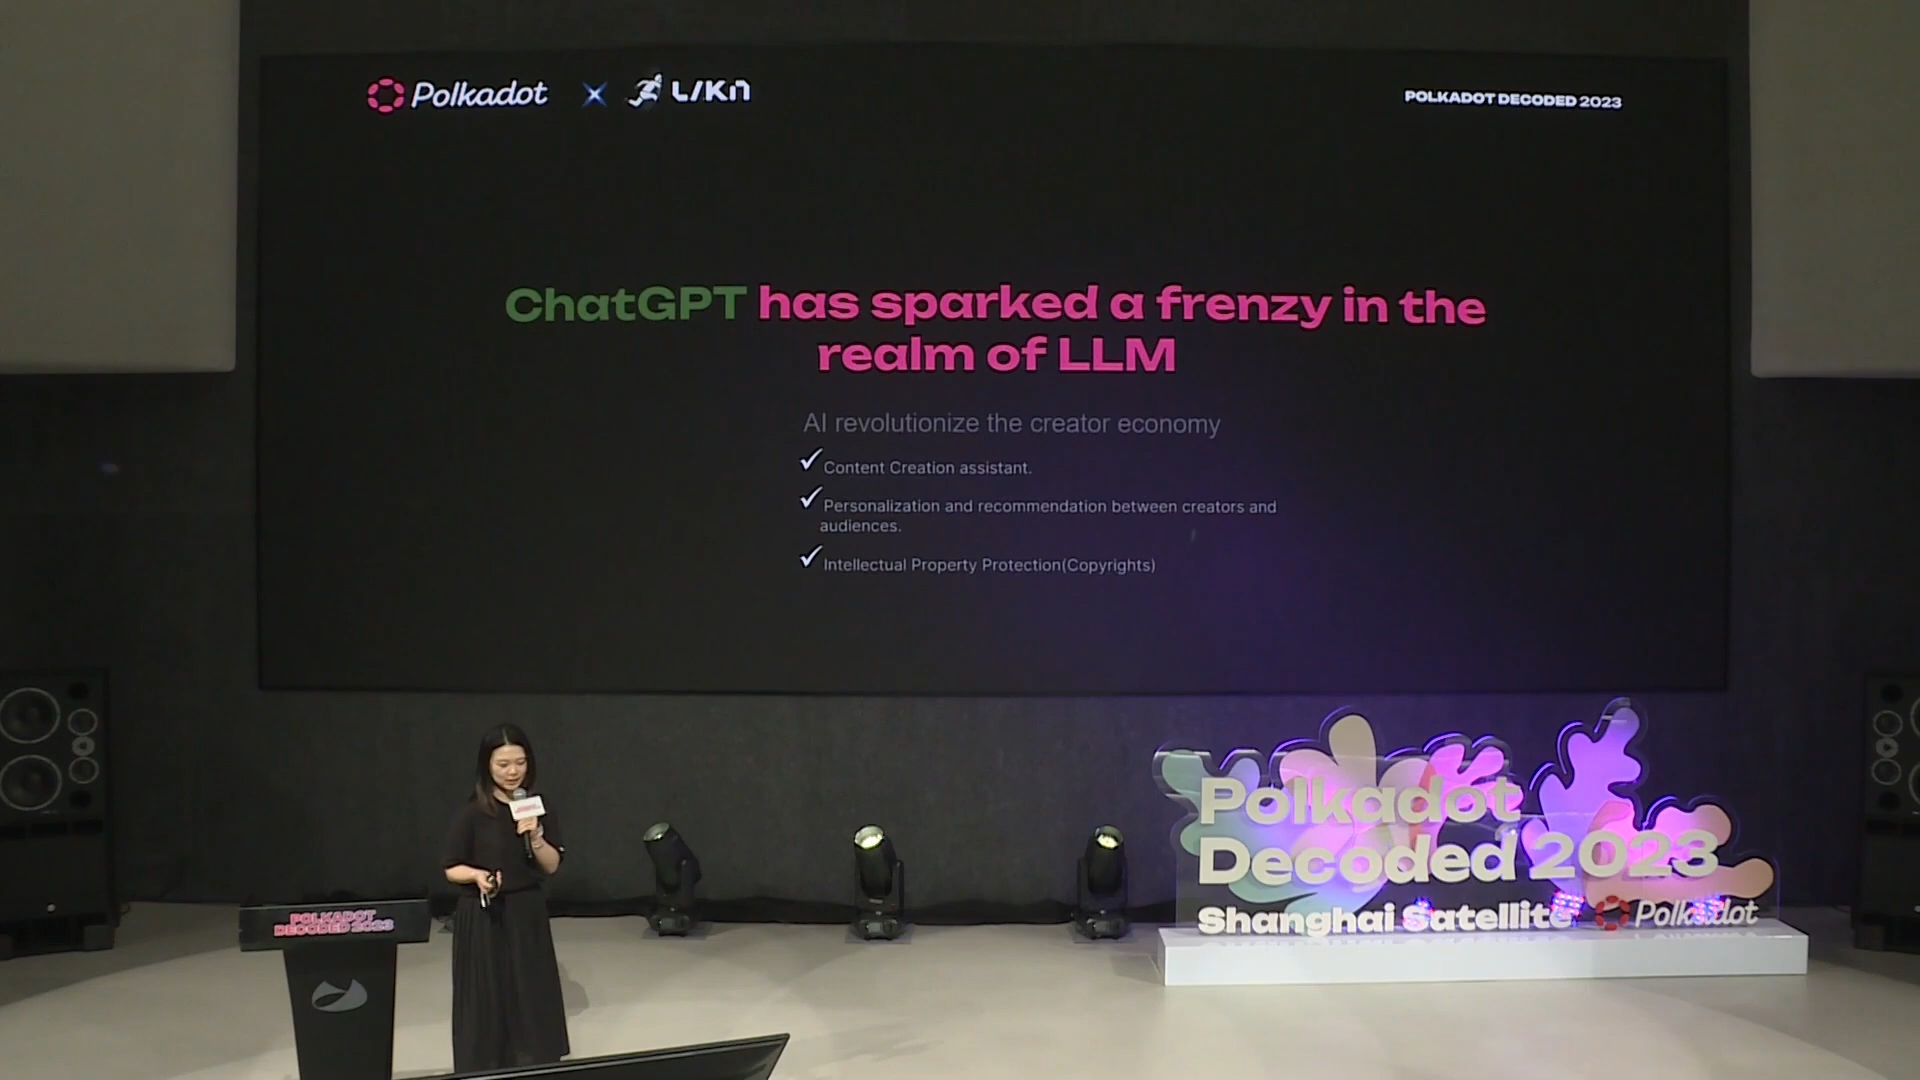 Polkadot
LIKN
POLKADOT DECODED 2023
ChatGPT has sparked a frenzy in the
realm of LLM
AI revolutionize the creator economy
Content Creation assistant.
Personalization and recommendation between creators and
audiences.
Intellectual Property Protection(Copyrights)
POLKADOT
DECODED 2023
Polkadot
Decoded 2023
Shanghai Satellite
Polkadot